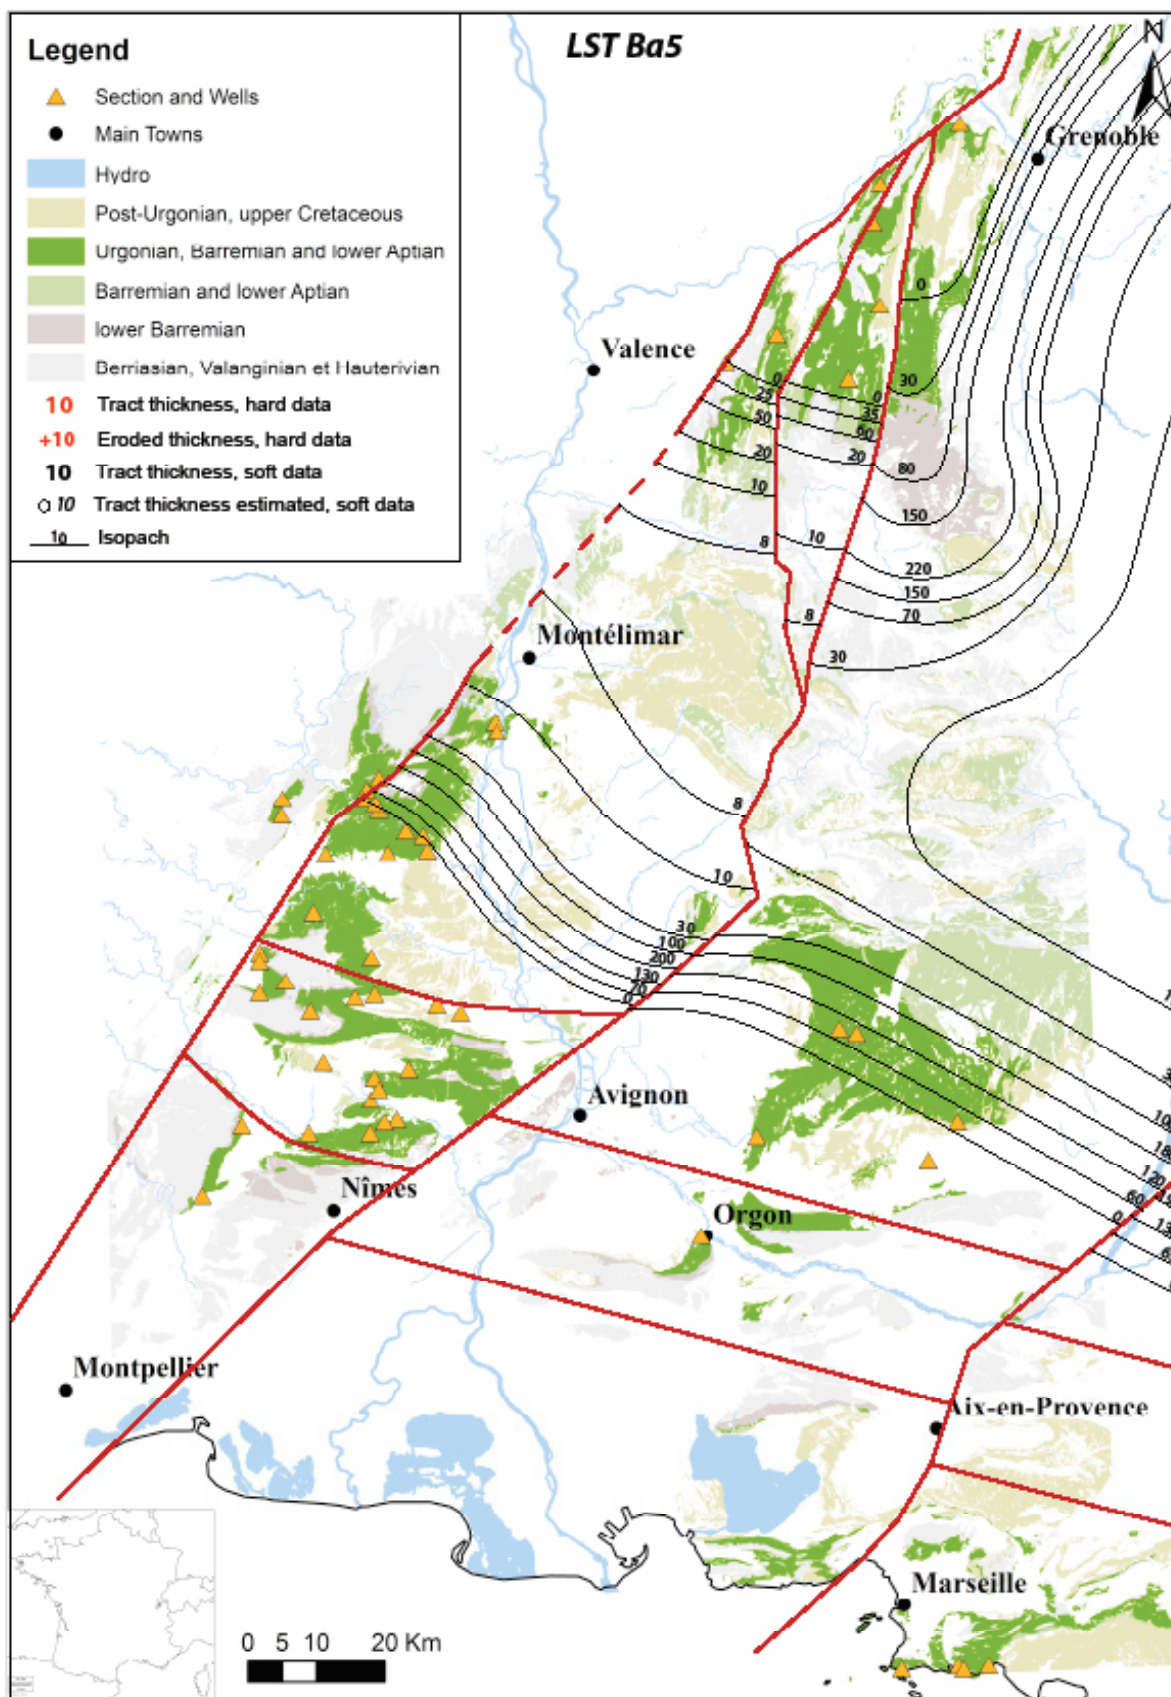 LST Ba5
N
Legend
Section and Wells
Main Towns
Hydro
Post-Urgonian, upper Cretaceous
Urgonian, Barremian and lower Aptian
Barremian and lower Aptian
lower Barremian
Berriasian, Valanginian et Hauterivian
10 Tract thickness, hard data
+10 Eroded thickness, hard data
10 Tract thickness, soft data
10 Tract thickness estimated, soft data
10 Isopach
Grenoble
0
Valence
30
0
25
50
20
10
8
0
35
60
20
10
8
80
150
220
150
70
30
Montélimar
8
10
30
100
200
130
70
0
Avignon
Nîmes
Orgon
100
180
120
60
0
Montpellier
Aix-en-Provence
Marseille
0 5 10 20 Km